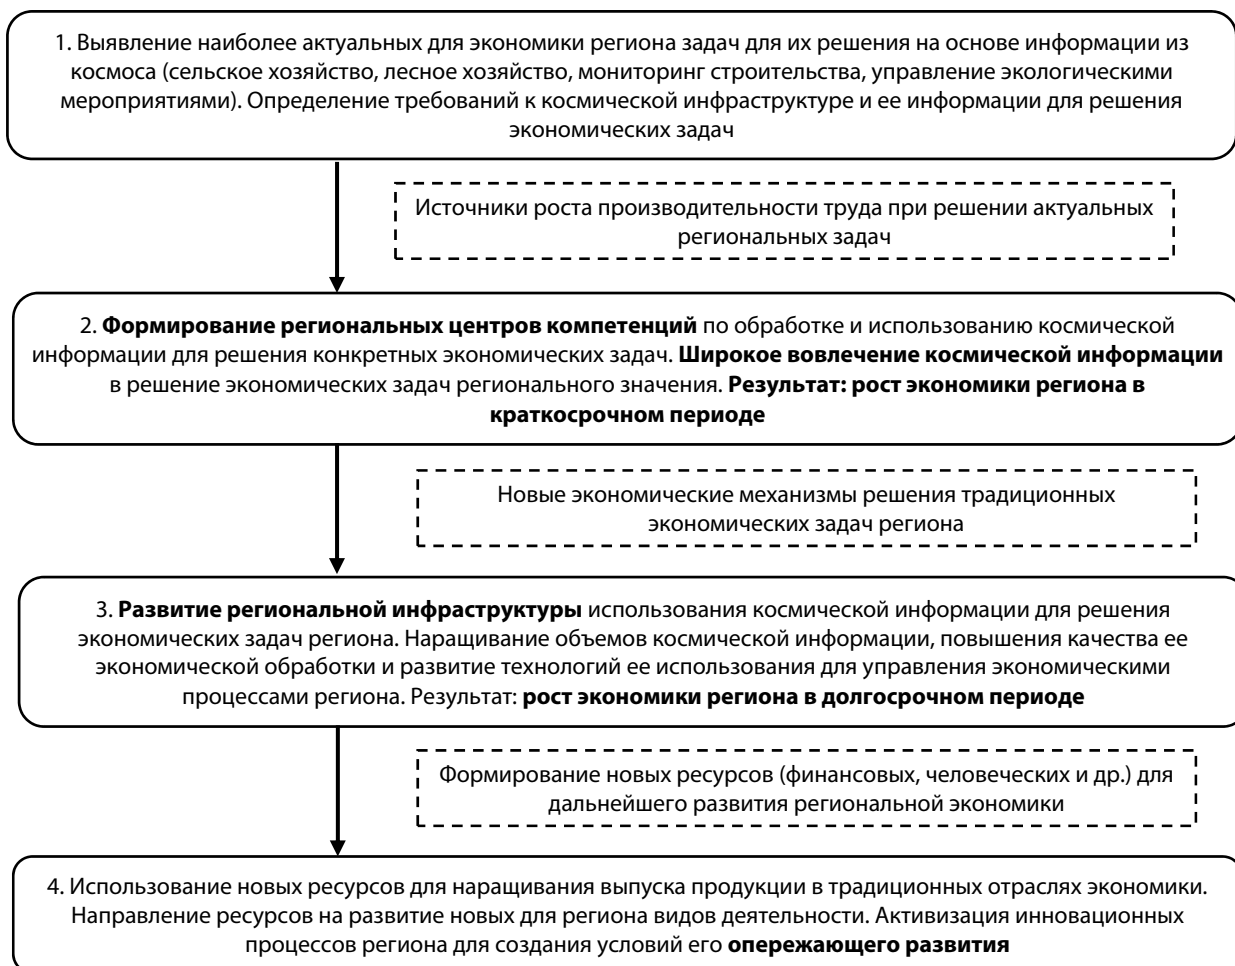 1. Выявление наиболее актуальных для экономики региона задач для их решения на основе информации из
космоса (сельское хозяйство, лесное хозяйство, мониторинг строительства, управление экологическими
мероприятиями). Определение требований к космической инфраструктуре и ее информации для решения
экономических задач
Источники роста производительности труда при решении актуальных
региональных задач
2. Формирование региональных центров компетенций по обработке и использованию космической
информации для решения конкретных экономических задач. Широкое вовлечение космической информации
в решение экономических задач регионального значения. Результат: рост экономики региона в
краткосрочном периоде
Новые экономические механизмы решения традиционных
экономических задач региона
3. Развитие региональной инфраструктуры использования космической информации для решения
экономических задач региона. Наращивание объемов космической информации, повышения качества ее
экономической обработки и развитие технологий ее использования для управления экономическими
процессами региона. Результат: рост экономики региона в долгосрочном периоде
Формирование новых ресурсов (финансовых, человеческих и др.) для
дальнейшего развития региональной экономики
4. Использование новых ресурсов для наращивания выпуска продукции в традиционных отраслях экономики.
Направление ресурсов на развитие новых для региона видов деятельности. Активизация инновационных
процессов региона для создания условий его опережающего развития